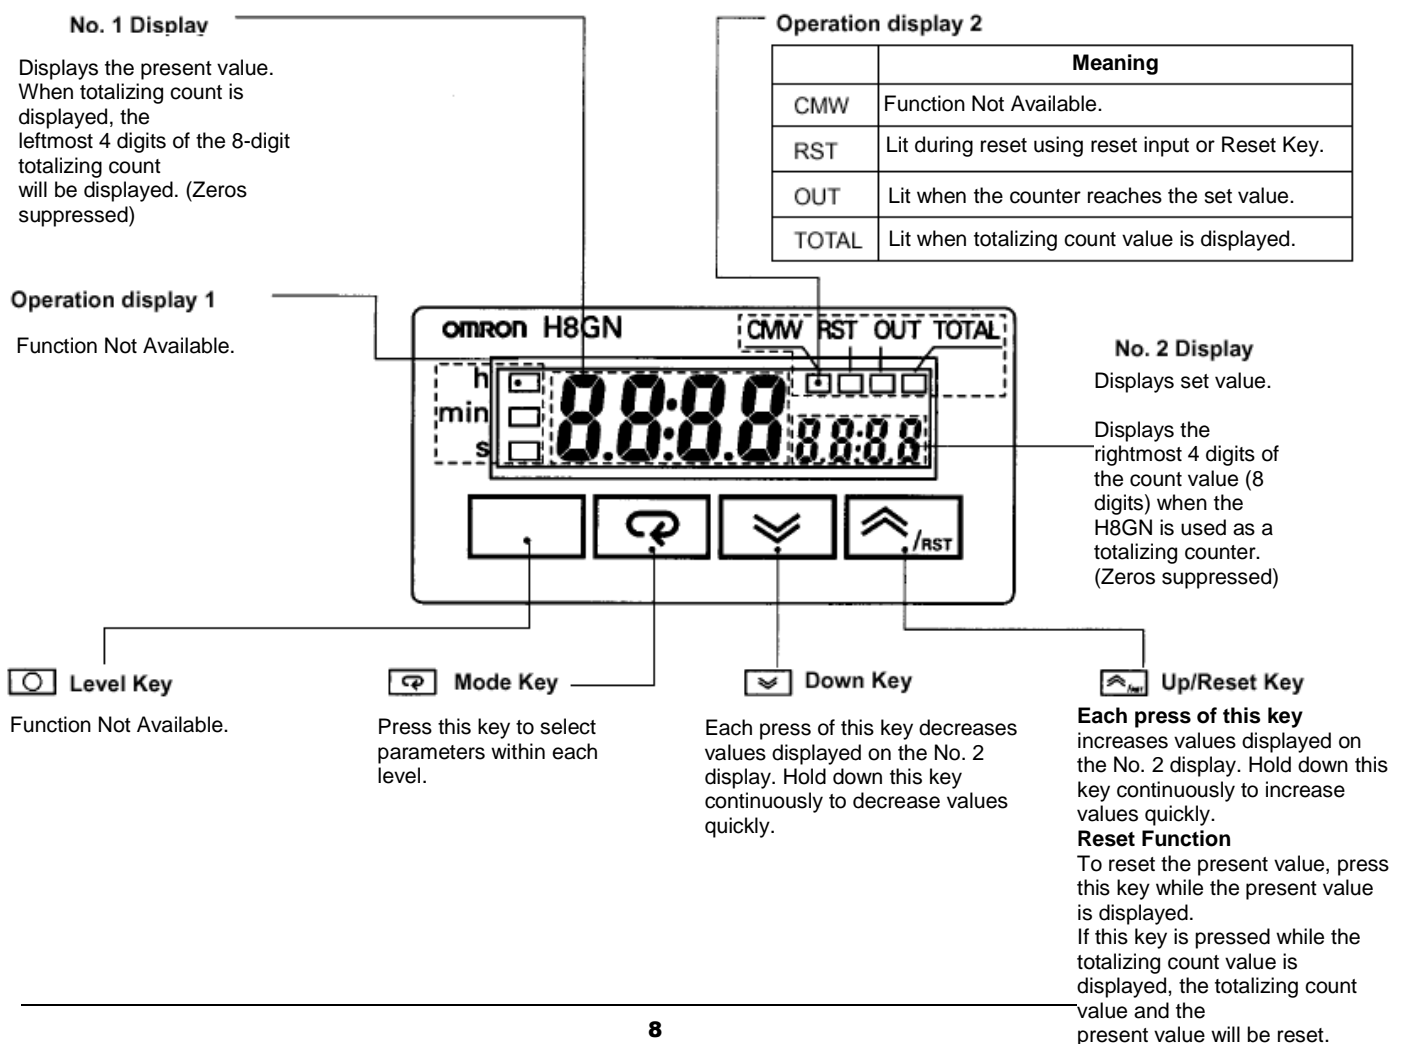 No. 1 Display
Displays the present value.
When totalizing count is
displayed, the
leftmost 4 digits of the 8-digit
totalizing count
will be displayed. (Zeros
suppressed)
Operation display 2
Meaning
CMW Function Not Available.
RST Lit during reset using reset input or Reset Key.
OUT Lit when the counter reaches the set value.
TOTAL Lit when totalizing count value is displayed.
Operation display 1
Function Not Available.
OMRON H8GN
CMW RST OUT TOTAL
h
min
s
8.8:8.8
8.8:8.8
/RST
No. 2 Display
Displays set value.
Displays the
rightmost 4 digits of
the count value (8
digits) when the
H8GN is used as a
totalizing counter.
(Zeros suppressed)
Level Key
Function Not Available.
Mode Key
Press this key to select
parameters within each
level.
Down Key
Each press of this key decreases
values displayed on the No. 2
display. Hold down this key
continuously to decrease values
quickly.
/RST Up/Reset Key
Each press of this key
increases values displayed on
the No. 2 display. Hold down this
key continuously to increase
values quickly.
Reset Function
To reset the present value, press
this key while the present value
is displayed.
If this key is pressed while the
totalizing count value is
displayed, the totalizing count
value and the
present value will be reset.
8